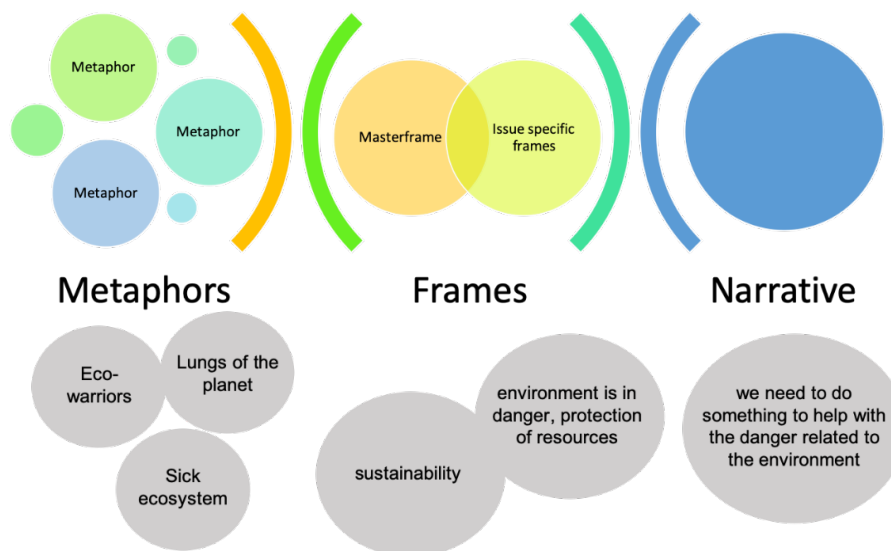 Metaphor
Metaphor
Metaphor
Masterframe
Issue specific
frames
Metaphors
Frames
Narrative
Eco-
warriors
Lungs of the
planet
Sick
ecosystem
sustainability
environment is in
danger, protection
of resources
we need to do
something to help with
the danger related to
the environment